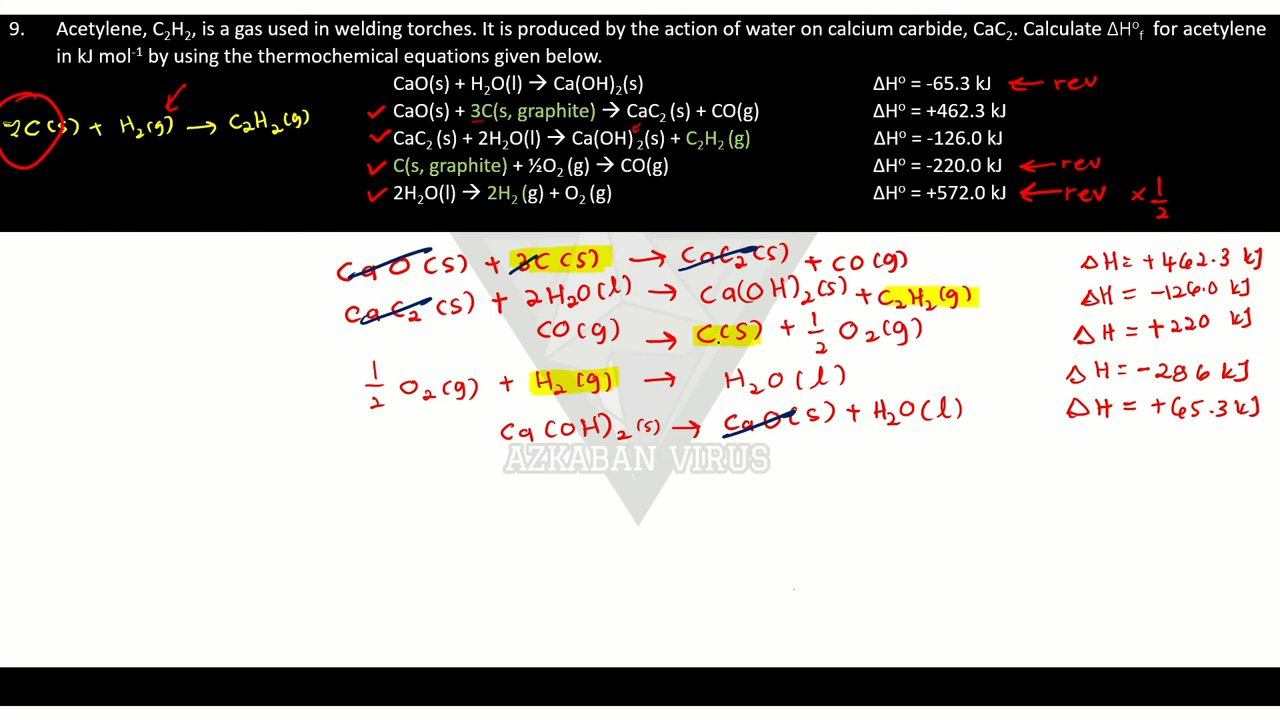 9. Acetylene, C₂H₂, is a gas used in welding torches. It is produced by the action of water on calcium carbide, CaC₂. Calculate ΔH°f for acetylene
in kJ mol⁻¹ by using the thermochemical equations given below.
CaO(s) + H₂O(l) → Ca(OH)₂(s) ΔH° = -65.3 kJ ← rev
✓ CaO(s) + 3C(s, graphite) → CaC₂ (s) + CO(g) ΔH° = +462.3 kJ
2C(s) + H₂(g) → C₂H₂(g)
✓ CaC₂ (s) + 2H₂O(l) → Ca(OH)₂(s) + C₂H₂ (g) ΔH° = -126.0 kJ
✓ C(s, graphite) + ½O₂ (g) → CO(g) ΔH° = -220.0 kJ ← rev
✓ 2H₂O(l) → 2H₂ (g) + O₂ (g) ΔH° = +572.0 kJ ← rev × 1/2
CaO(s) + 3C(s) → CaC₂(s) + CO(g) ΔH = +462.3 kJ
CaC₂(s) + 2H₂O(l) → Ca(OH)₂(s) + C₂H₂(g) ΔH = -126.0 kJ
CO(g) → C(s) + 1/2 O₂(g) ΔH = +220 kJ
1/2 O₂(g) + H₂(g) → H₂O(l) ΔH = -286 kJ
Ca(OH)₂(s) → CaO(s) + H₂O(l) ΔH = +65.3 kJ
AZKABAN VIRUS